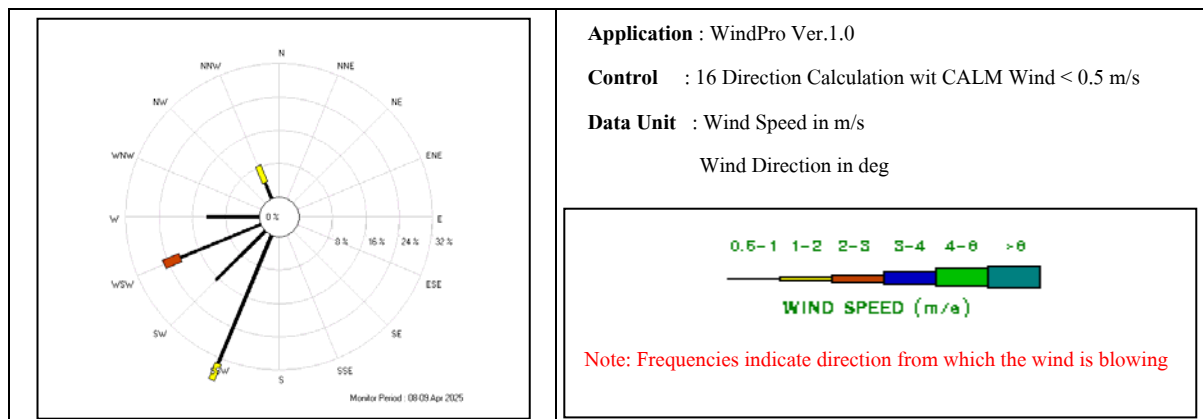 N
NNW
NNE
NW
NE
WNW
ENE
W
0 %
E
8 %
16 %
24 %
32 %
WSW
ESE
SW
SE
SSW
SSE
S
Monitor Period : 08-09 Apr 2025
Application : WindPro Ver.1.0
Control : 16 Direction Calculation wit CALM Wind < 0.5 m/s
Data Unit : Wind Speed in m/s
Wind Direction in deg
0.5-1 1-2 2-3 3-4 4-6 >6
WIND SPEED (m/s)
Note: Frequencies indicate direction from which the wind is blowing